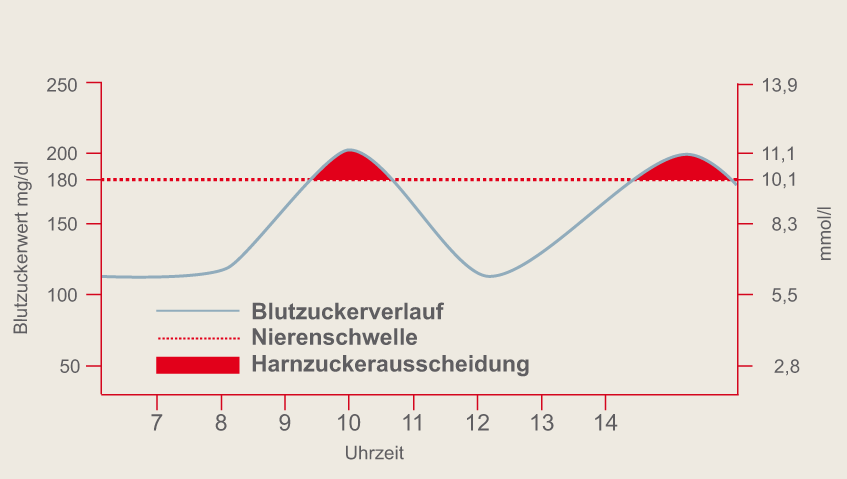 250
200
180
150
100
50
Blutzuckerwert mg/dl
13,9
11,1
10,1
8,3
5,5
2,8
mmol/l
Blutzuckerverlauf
Nierenschwelle
Harnzuckerausscheidung
7 8 9 10 11 12 13 14
Uhrzeit